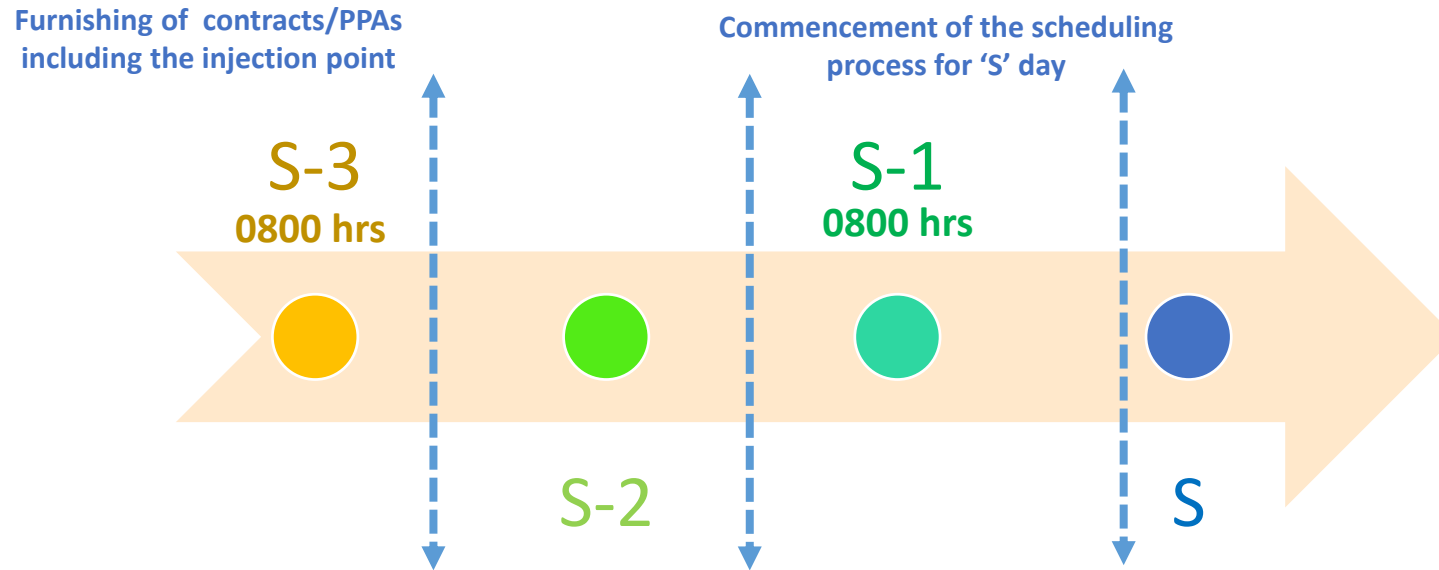 Furnishing of contracts/PPAs
including the injection point
Commencement of the scheduling
process for ‘S’ day
S-3
0800 hrs
S-1
0800 hrs
S-2
S